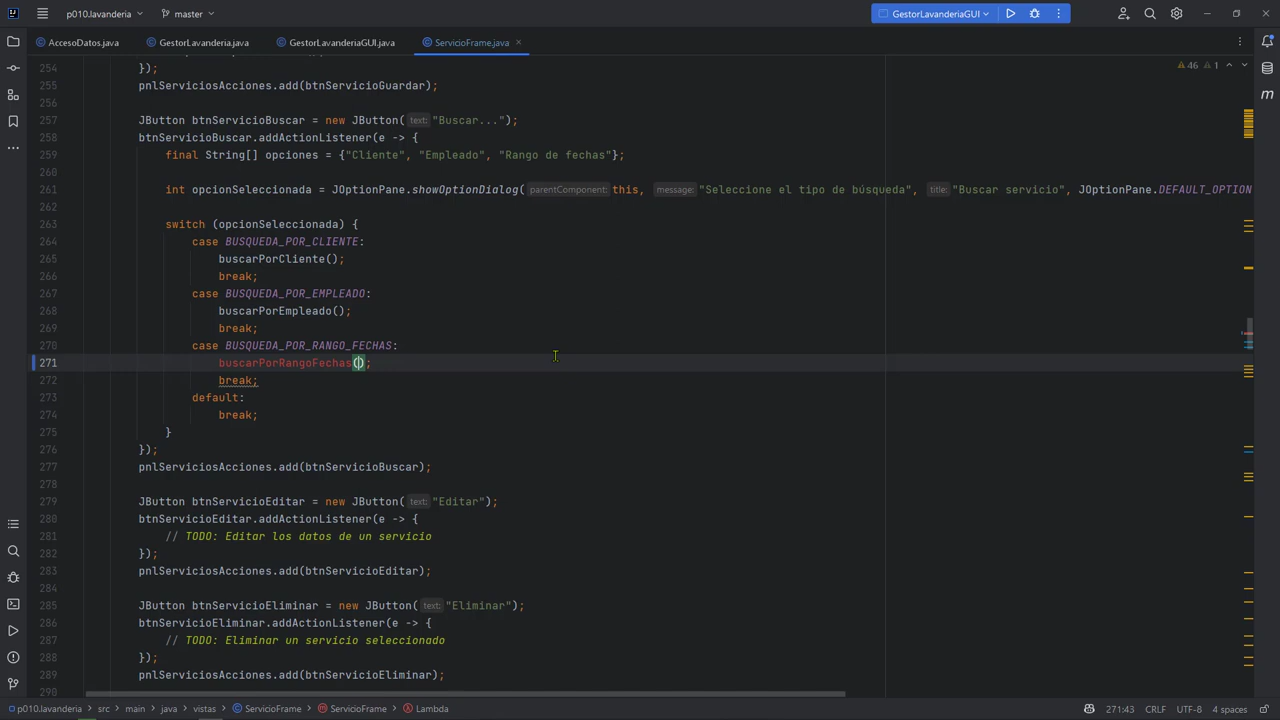 p010.lavanderia master GestorLavanderiaGUI
AccesoDatos.java GestorLavanderia.java GestorLavanderiaGUI.java ServicioFrame.java ×
254 });
46 1
255 pnlServiciosAcciones.add(btnServicioGuardar);
256
257 JButton btnServicioBuscar = new JButton( text: "Buscar...");
258 btnServicioBuscar.addActionListener(e -> {
259 final String[] opciones = {"Cliente", "Empleado", "Rango de fechas"};
260
261 int opcionSeleccionada = JOptionPane.showOptionDialog( parentComponent: this, message: "Seleccione el tipo de búsqueda", title: "Buscar servicio", JOptionPane.DEFAULT_OPTION
262
263 switch (opcionSeleccionada) {
264 case BUSQUEDA_POR_CLIENTE:
265 buscarPorCliente();
266 break;
267 case BUSQUEDA_POR_EMPLEADO:
268 buscarPorEmpleado();
269 break;
270 case BUSQUEDA_POR_RANGO_FECHAS:
271 buscarPorRangoFechas();
272 break;
273 default:
274 break;
275 }
276 });
277 pnlServiciosAcciones.add(btnServicioBuscar);
278
279 JButton btnServicioEditar = new JButton( text: "Editar");
280 btnServicioEditar.addActionListener(e -> {
281 // TODO: Editar los datos de un servicio
282 });
283 pnlServiciosAcciones.add(btnServicioEditar);
284
285 JButton btnServicioEliminar = new JButton( text: "Eliminar");
286 btnServicioEliminar.addActionListener(e -> {
287 // TODO: Eliminar un servicio seleccionado
288 });
289 pnlServiciosAcciones.add(btnServicioEliminar);
290
p010.lavanderia > src > main > java > vistas > ServicioFrame > ServicioFrame > Lambda 271:43 CRLF UTF-8 4 spaces